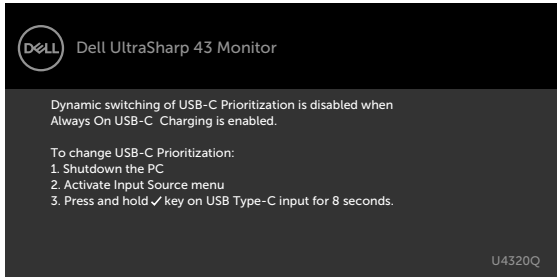 DELL
Dell UltraSharp 43 Monitor
Dynamic switching of USB-C Prioritization is disabled when
Always On USB-C  Charging is enabled.
To change USB-C Prioritization:
1. Shutdown the PC
2. Activate Input Source menu
3. Press and hold ✓ key on USB Type-C input for 8 seconds.
U4320Q